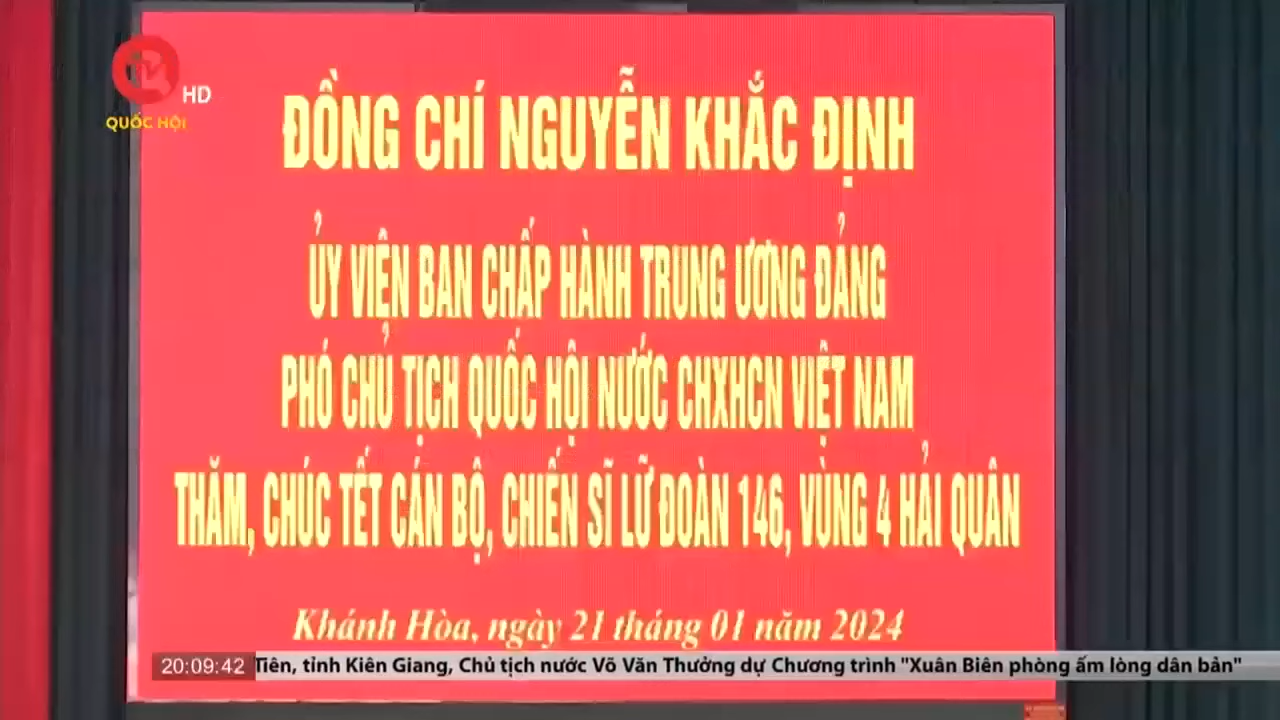 HD
QUỐC HỘI
ĐỒNG CHÍ NGUYỄN KHẮC ĐỊNH
ỦY VIÊN BAN CHẤP HÀNH TRUNG ƯƠNG ĐẢNG
PHÓ CHỦ TỊCH QUỐC HỘI NƯỚC CHXHCN VIỆT NAM
THĂM, CHÚC TẾT CÁN BỘ, CHIẾN SĨ LỮ ĐOÀN 146, VÙNG 4 HẢI QUÂN
Khánh Hòa, ngày 21 tháng 01 năm 2024
20:09:42 Tiên, tỉnh Kiên Giang, Chủ tịch nước Võ Văn Thưởng dự Chương trình "Xuân Biên phòng ấm lòng dân bản"